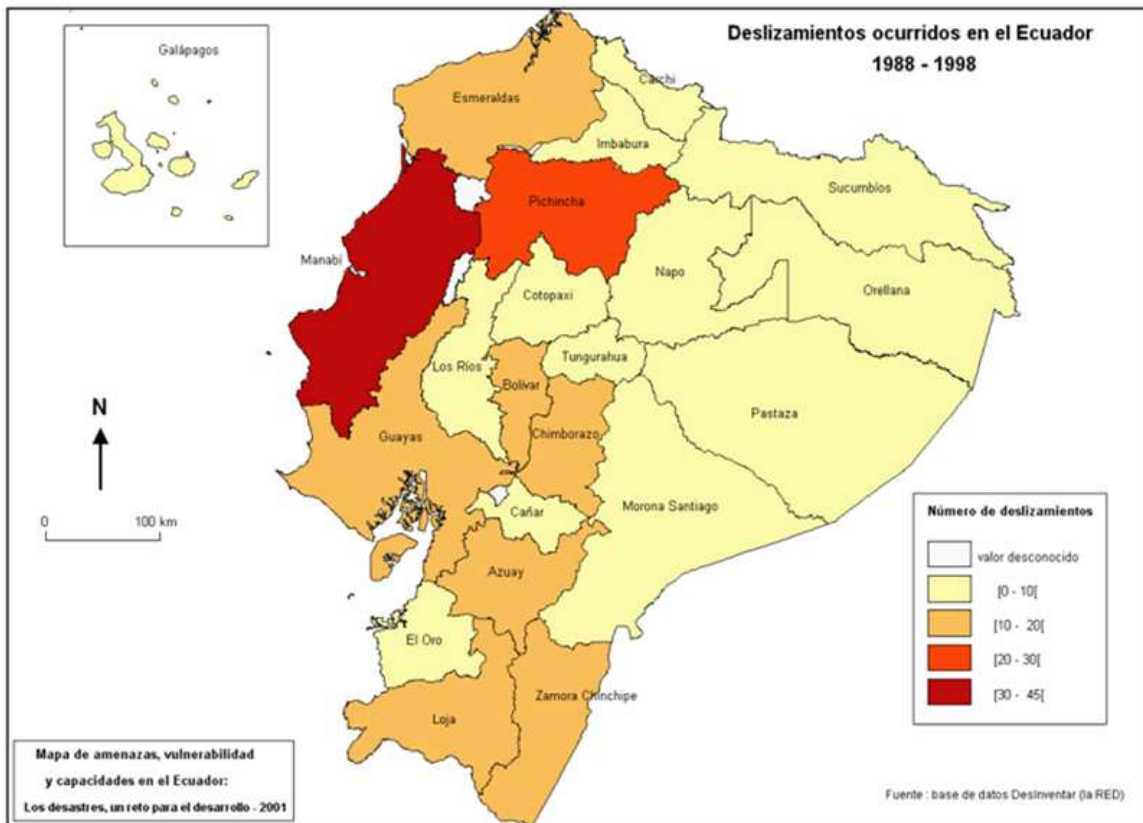 Deslizamientos ocurridos en el Ecuador
1988 - 1998
Galápagos
Carchi
Esmeraldas
Imbabura
Sucumbíos
Pichincha
Manabí
Napo
Orellana
Cotopaxi
Los Ríos
Tungurahua
Bolívar
Pastaza
Chimborazo
Guayas
N
0 100 km
Morona Santiago
Cañar
Azuay
El Oro
Zamora Chinchipe
Loja
Número de deslizamientos
valor desconocido
[0 - 10[
[10 - 20[
[20 - 30[
[30 - 45[
Mapa de amenazas, vulnerabilidad
y capacidades en el Ecuador:
Los desastres, un reto para el desarrollo - 2001
Fuente : base de datos DesInventar (la RED)